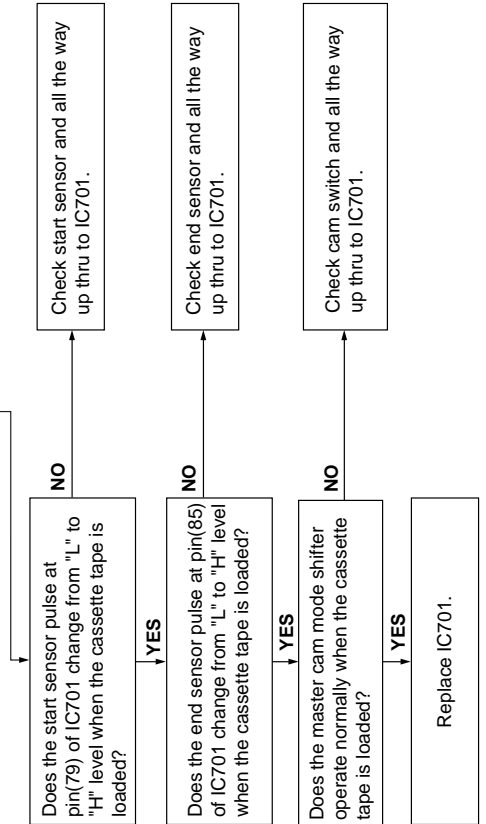 Does the start sensor pulse at
pin(79) of IC701 change from "L" to
"H" level when the cassette tape is
loaded?
NO
Check start sensor and all the way
up thru to IC701.
YES
Does the end sensor pulse at pin(85)
of IC701 change from "L" to "H" level
when the cassette tape is loaded?
NO
Check end sensor and all the way
up thru to IC701.
YES
Does the master cam mode shifter
operate normally when the cassette
tape is loaded?
NO
Check cam switch and all the way
up thru to IC701.
YES
Replace IC701.